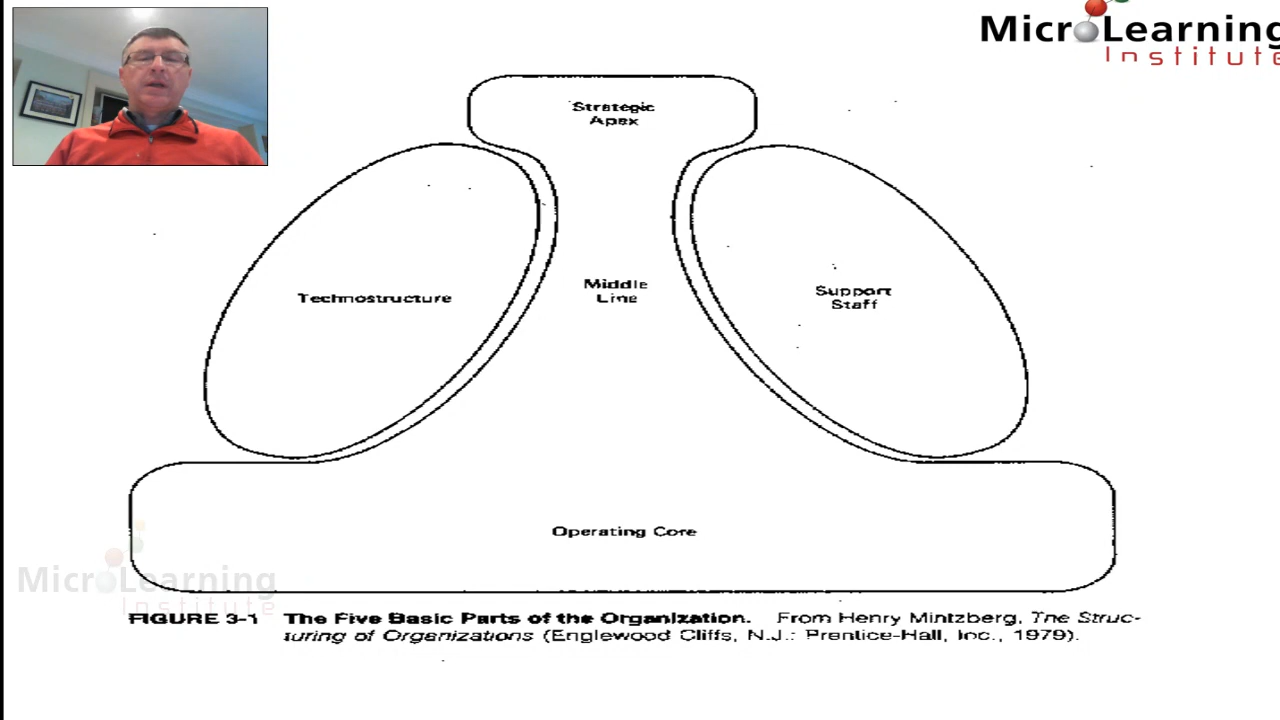 MicroLearning
Institute
Strategic
Apex
Technostructure
Middle
Line
Support
Staff
Operating Core
MicroLearning
Institute
FIGURE 3-1 The Five Basic Parts of the Organization. From Henry Mintzberg, The Struc-
turing of Organizations (Englewood Cliffs, N.J.: Prentice-Hall, Inc., 1979).